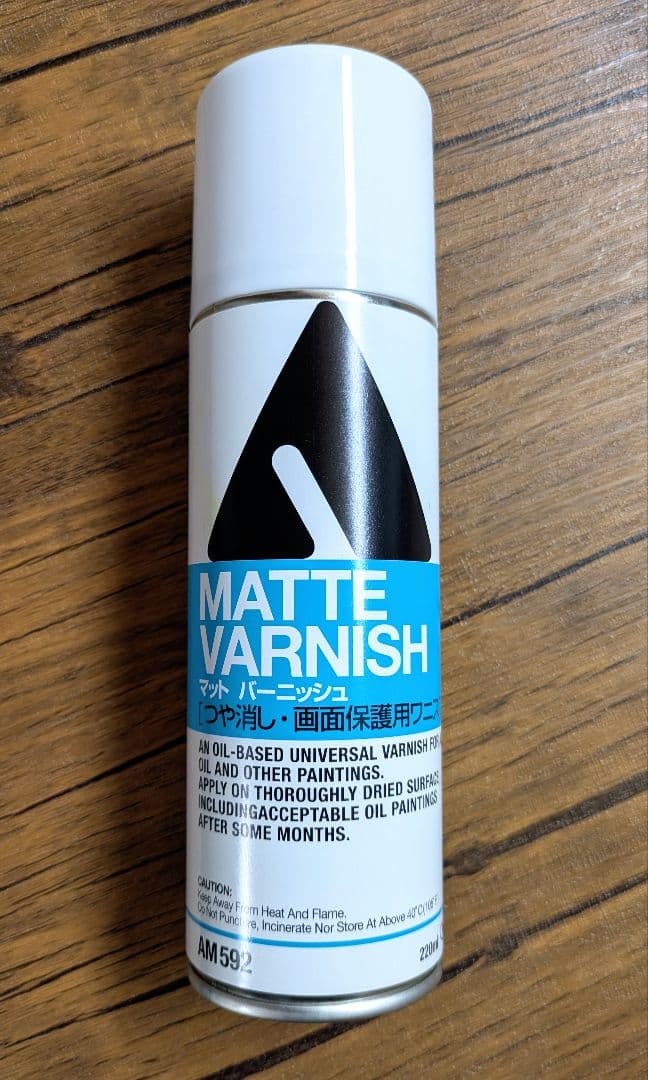 MATTE
VARNISH
マット バーニッシュ
[つや消し・画面保護用ワニス
AN OIL-BASED UNIVERSAL VARNISH FOR
OIL AND OTHER PAINTINGS.
APPLY ON THOROUGHLY DRIED SURFACE
INCLUDINGACCEPTABLE OIL PAINTINGS
AFTER SOME MONTHS.
CAUTION:
Keep Away From Heat And Flame.
Do Not Puncture, Incinerate Nor Store At Above 40°C
AM592
220ml